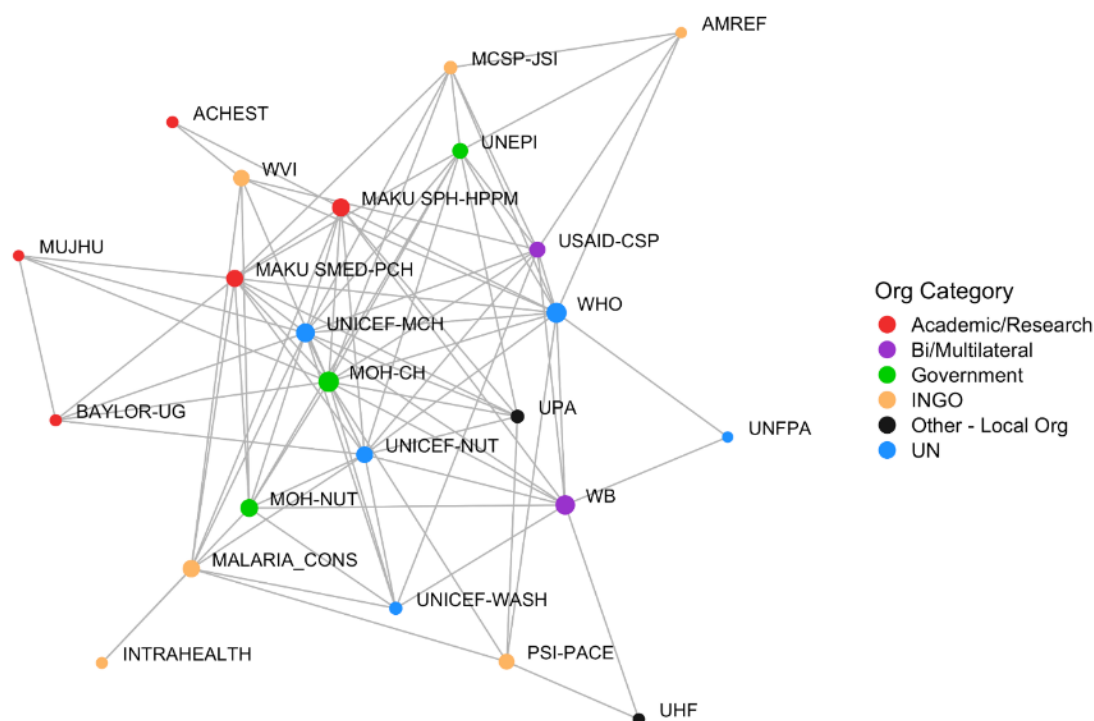 AMREF
MCSP-JSI
ACHEST
UNEPI
WVI
MAKU SPH-HPPM
MUJHU
USAID-CSP
MAKU SMED-PCH
WHO
UNICEF-MCH
MOH-CH
BAYLOR-UG
UPA
UNFPA
UNICEF-NUT
MOH-NUT
WB
MALARIA_CONS
UNICEF-WASH
INTRAHEALTH
PSI-PACE
UHF
Org Category
Academic/Research
Bi/Multilateral
Government
INGO
Other - Local Org
UN